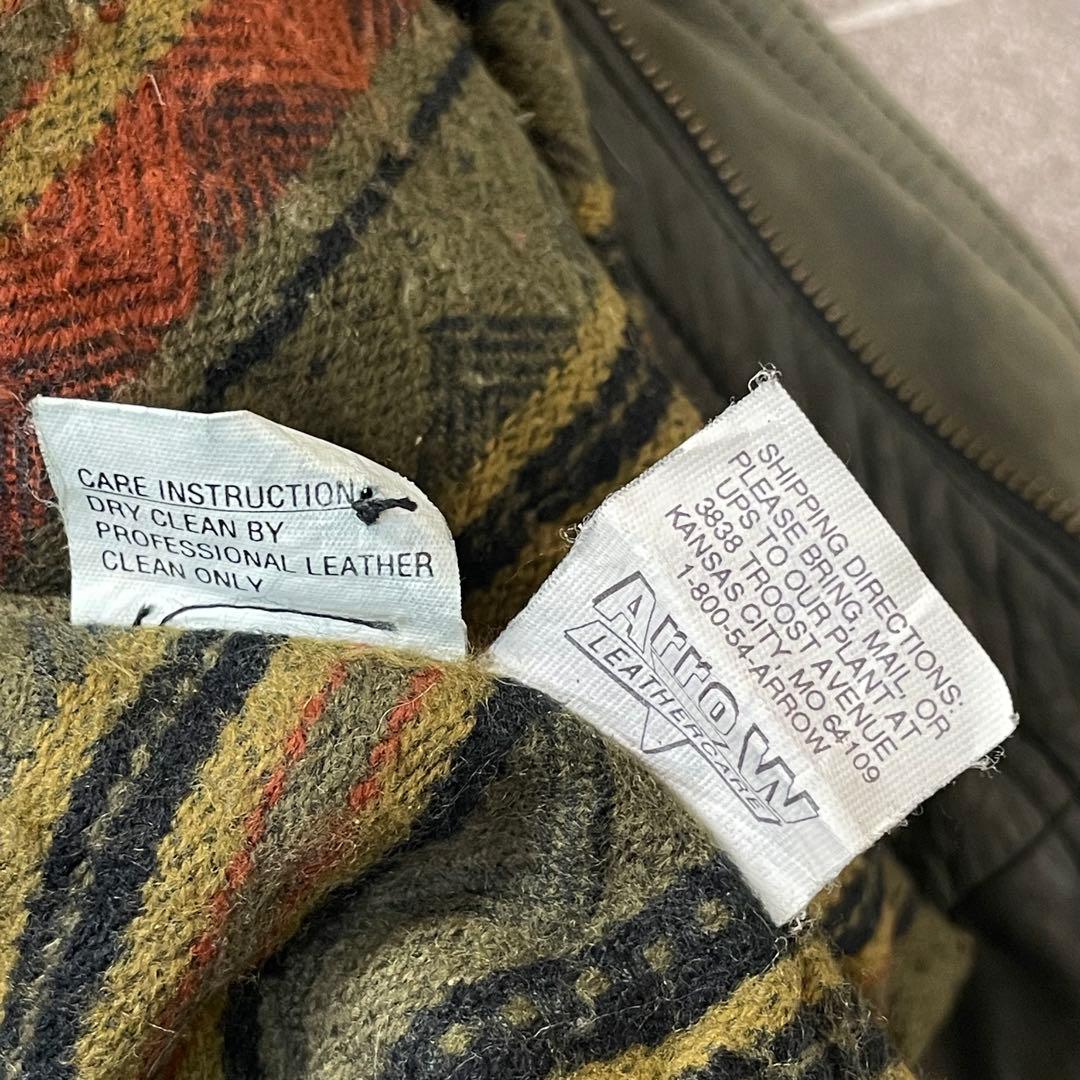 CARE INSTRUCTION
DRY CLEAN BY
PROFESSIONAL LEATHER
CLEAN ONLY
SHIPPING DIRECTIONS:
PLEASE BRING, MAIL OR
UPS TO OUR PLANT AT
3838 TROOST AVENUE
KANSAS CITY, MO 64109
1-800-54-ARROW
Arrow
LEATHERCARE